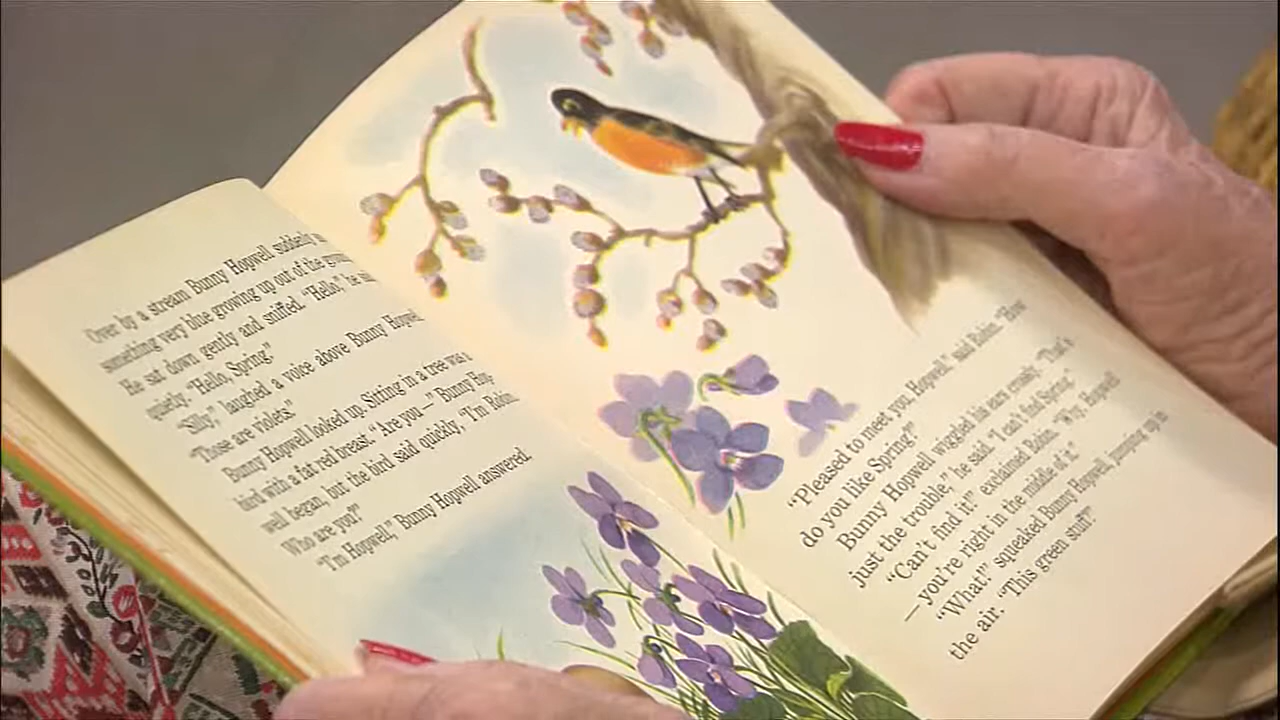 Over by a stream Bunny Hopwell suddenly
something very blue growing up out of the
He sat down gently and sniffed. "Hello," he
quietly. "Hello, Spring."
"Silly," laughed a voice above Bunny
"Those are violets."
Bunny Hopwell looked up. Sitting in a tree was
bird with a fat red breast. "Are you—" Bunny Hop-
well began, but the bird said quickly, "I'm Robin.
Who are you?"
"I'm Hopwell," Bunny Hopwell answered.
"Pleased to meet you, Hopwell," said Robin. "How
do you like Spring?"
Bunny Hopwell wiggled his ears crossly. "That's
just the trouble," he said. "I can't find Spring."
"Can't find it!" exclaimed Robin. "Why, Hopwell
—you're right in the middle of it."
"What!" squeaked Bunny Hopwell, jumping up in
the air. "This green stuff?"